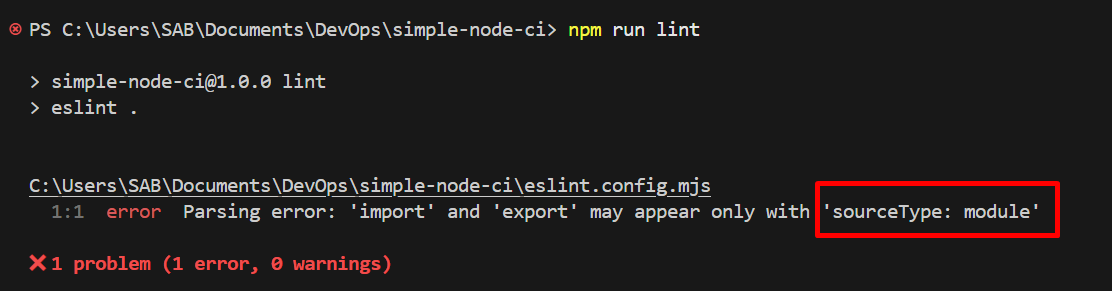 PS C:\Users\SAB\Documents\DevOps\simple-node-ci> npm run lint
> simple-node-ci@1.0.0 lint
> eslint .
C:\Users\SAB\Documents\DevOps\simple-node-ci\eslint.config.mjs
1:1  error  Parsing error: 'import' and 'export' may appear only with 'sourceType: module'
❌ 1 problem (1 error, 0 warnings)